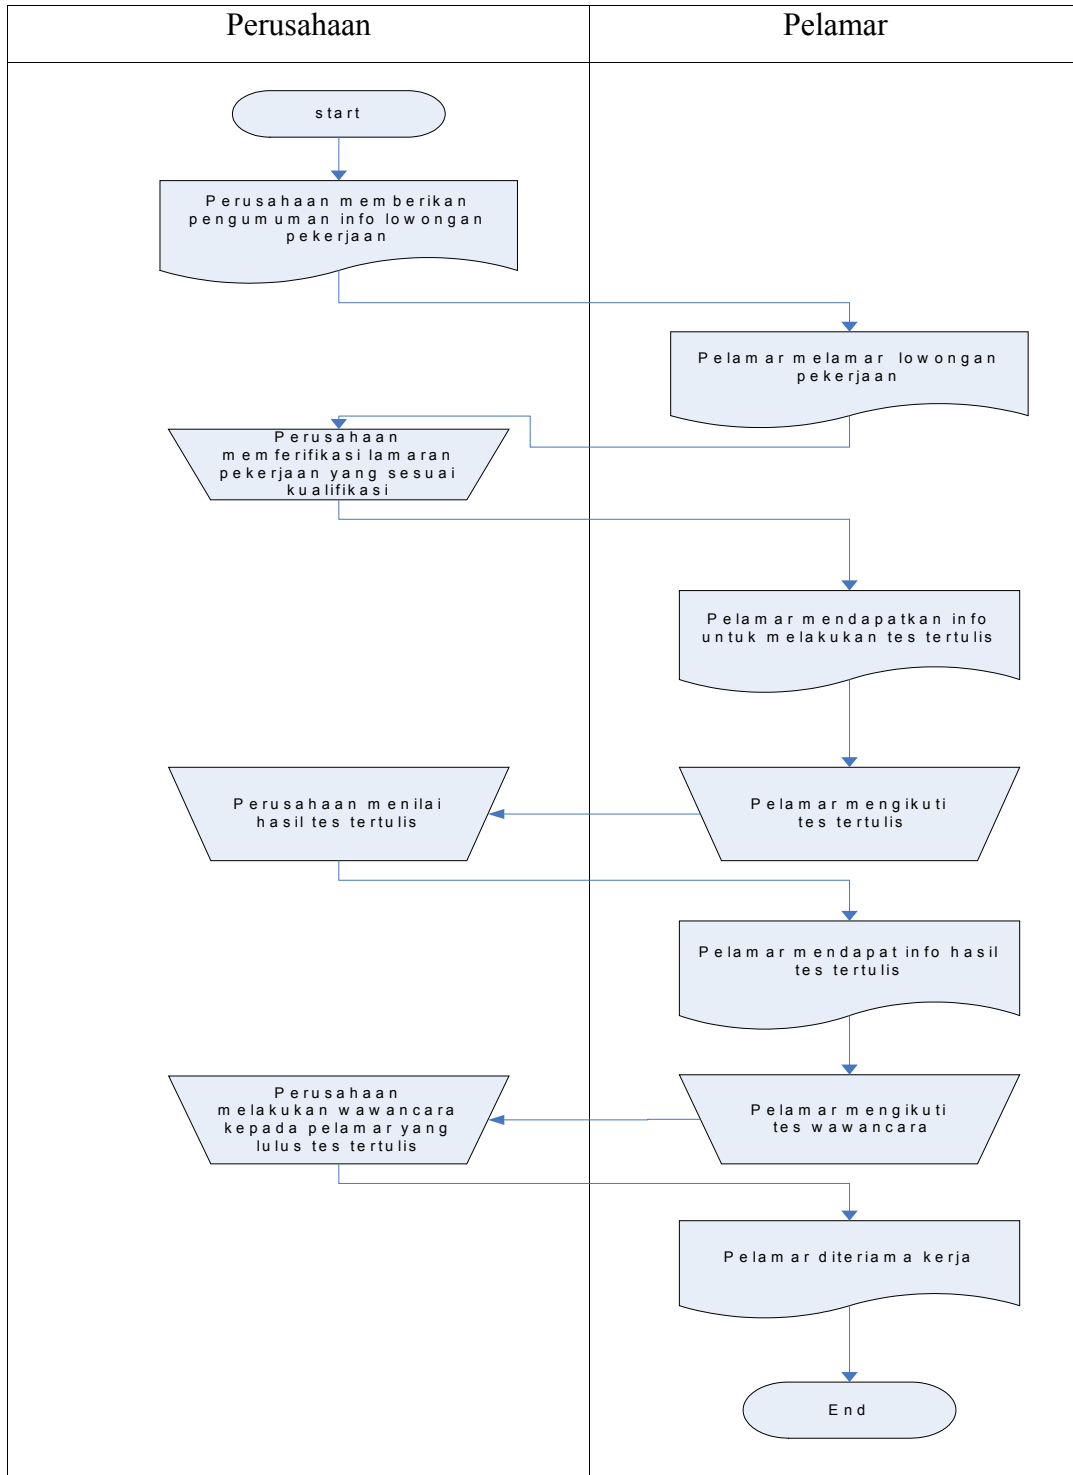 Perusahaan
Pelamar
start
Perusahaan memberikan
pengumuman info lowongan
pekerjaan
Pelamar melamar lowongan
pekerjaan
Perusahaan
memferifikasi lamaran
pekerjaan yang sesuai
kualifikasi
Pelamar mendapatkan info
untuk melakukan tes tertulis
Perusahaan menilai
hasil tes tertulis
Pelamar mengikuti
tes tertulis
Pelamar mendapat info hasil
tes tertulis
Perusahaan
melakukan wawancara
kepada pelamar yang
lulus tes tertulis
Pelamar mengikuti
tes wawancara
Pelamar diteriama kerja
End